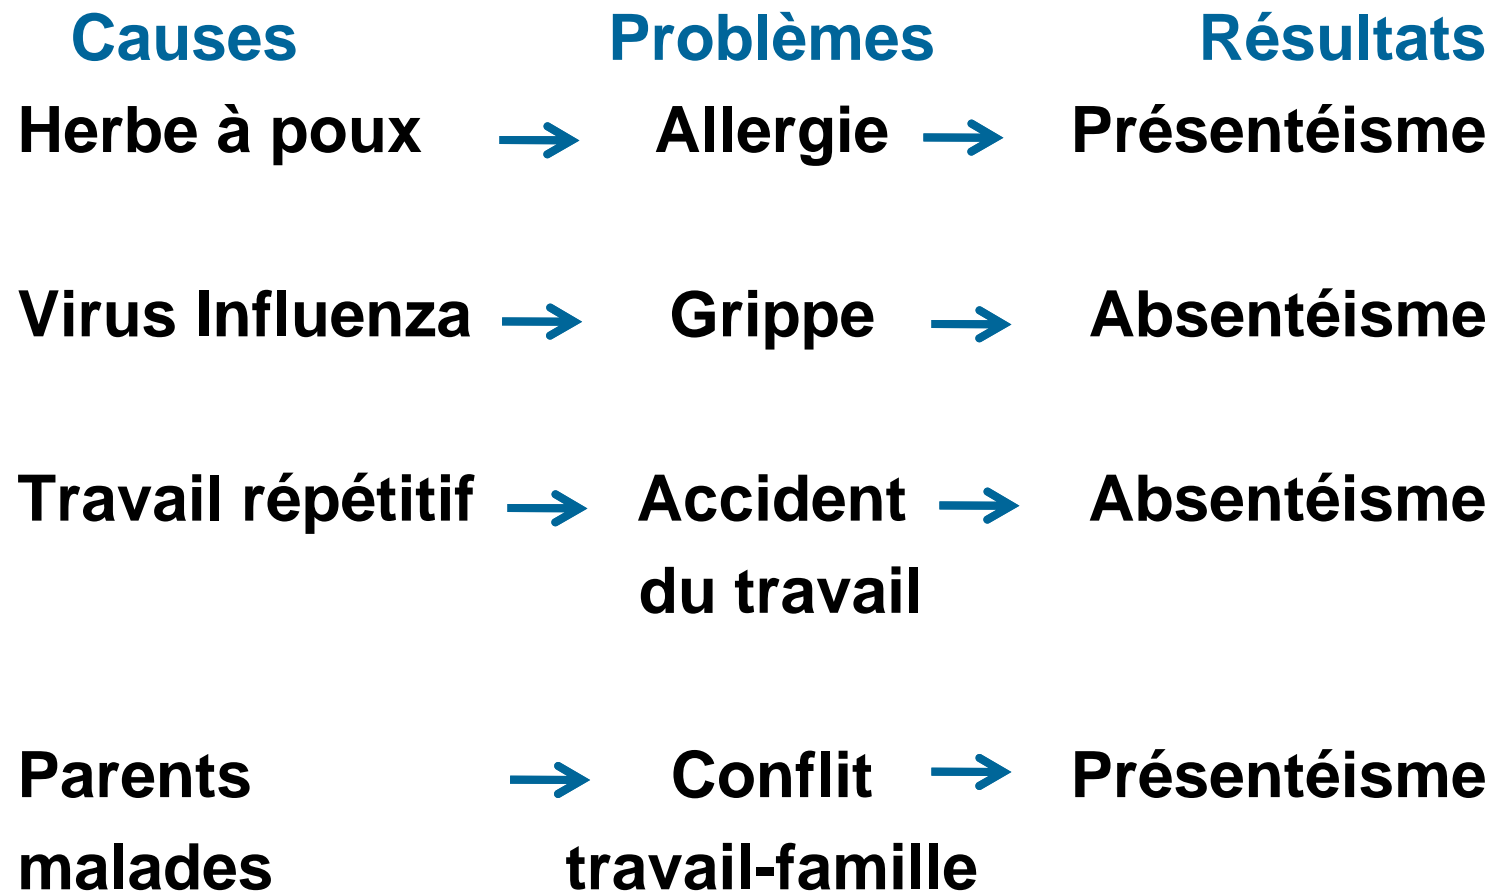 Causes Problèmes Résultats
Herbe à poux → Allergie → Présentéisme
Virus Influenza → Grippe → Absentéisme
Travail répétitif → Accident → Absentéisme
du travail
Parents → Conflit → Présentéisme
malades travail-famille